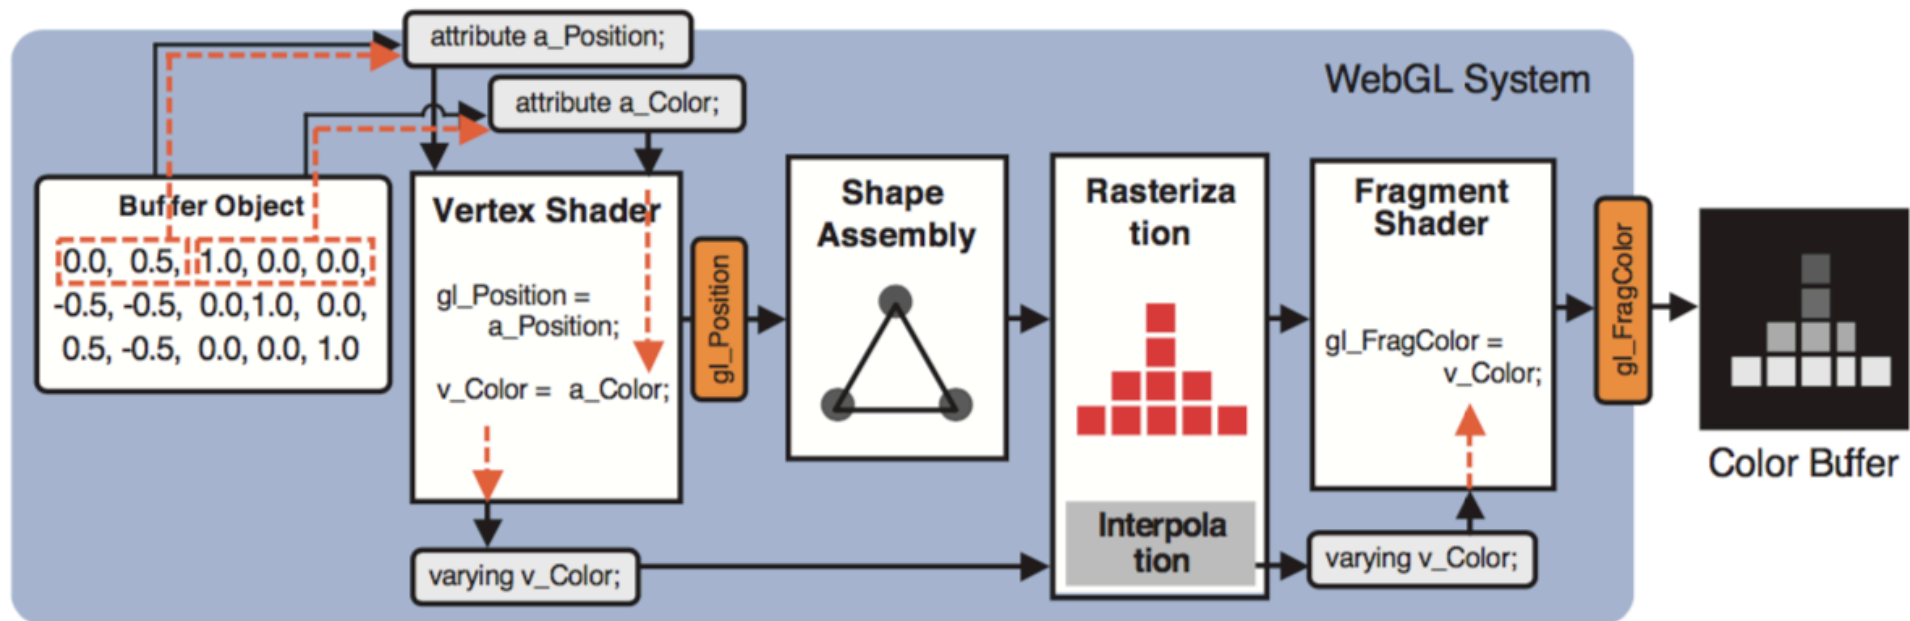 attribute a_Position;
attribute a_Color;
WebGL System
Buffer Object
0.0, 0.5, 1.0, 0.0, 0.0,
-0.5, -0.5, 0.0,1.0, 0.0,
0.5, -0.5, 0.0, 0.0, 1.0
Vertex Shader
gl_Position =
a_Position;
v_Color = a_Color;
gl_Position
Shape
Assembly
Rasteriza
tion
Interpola
tion
Fragment
Shader
gl_FragColor =
v_Color;
gl_FragColor
Color Buffer
varying v_Color;
varying v_Color;